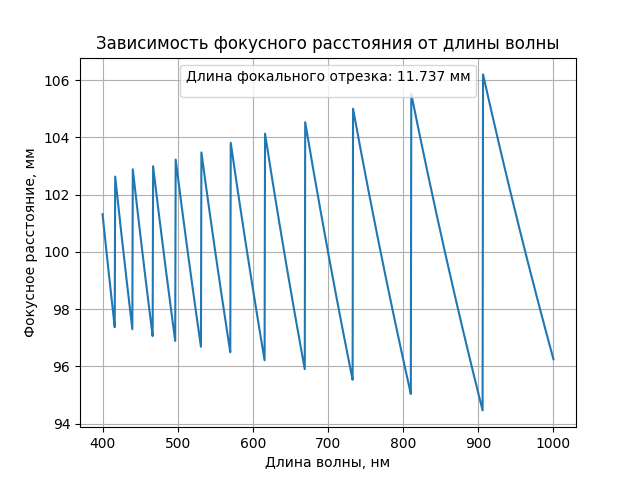 Зависимость фокусного расстояния от длины волны
Длина фокального отрезка: 11.737 мм
Фокусное расстояние, мм
106
104
102
100
98
96
94
400 500 600 700 800 900 1000
Длина волны, нм